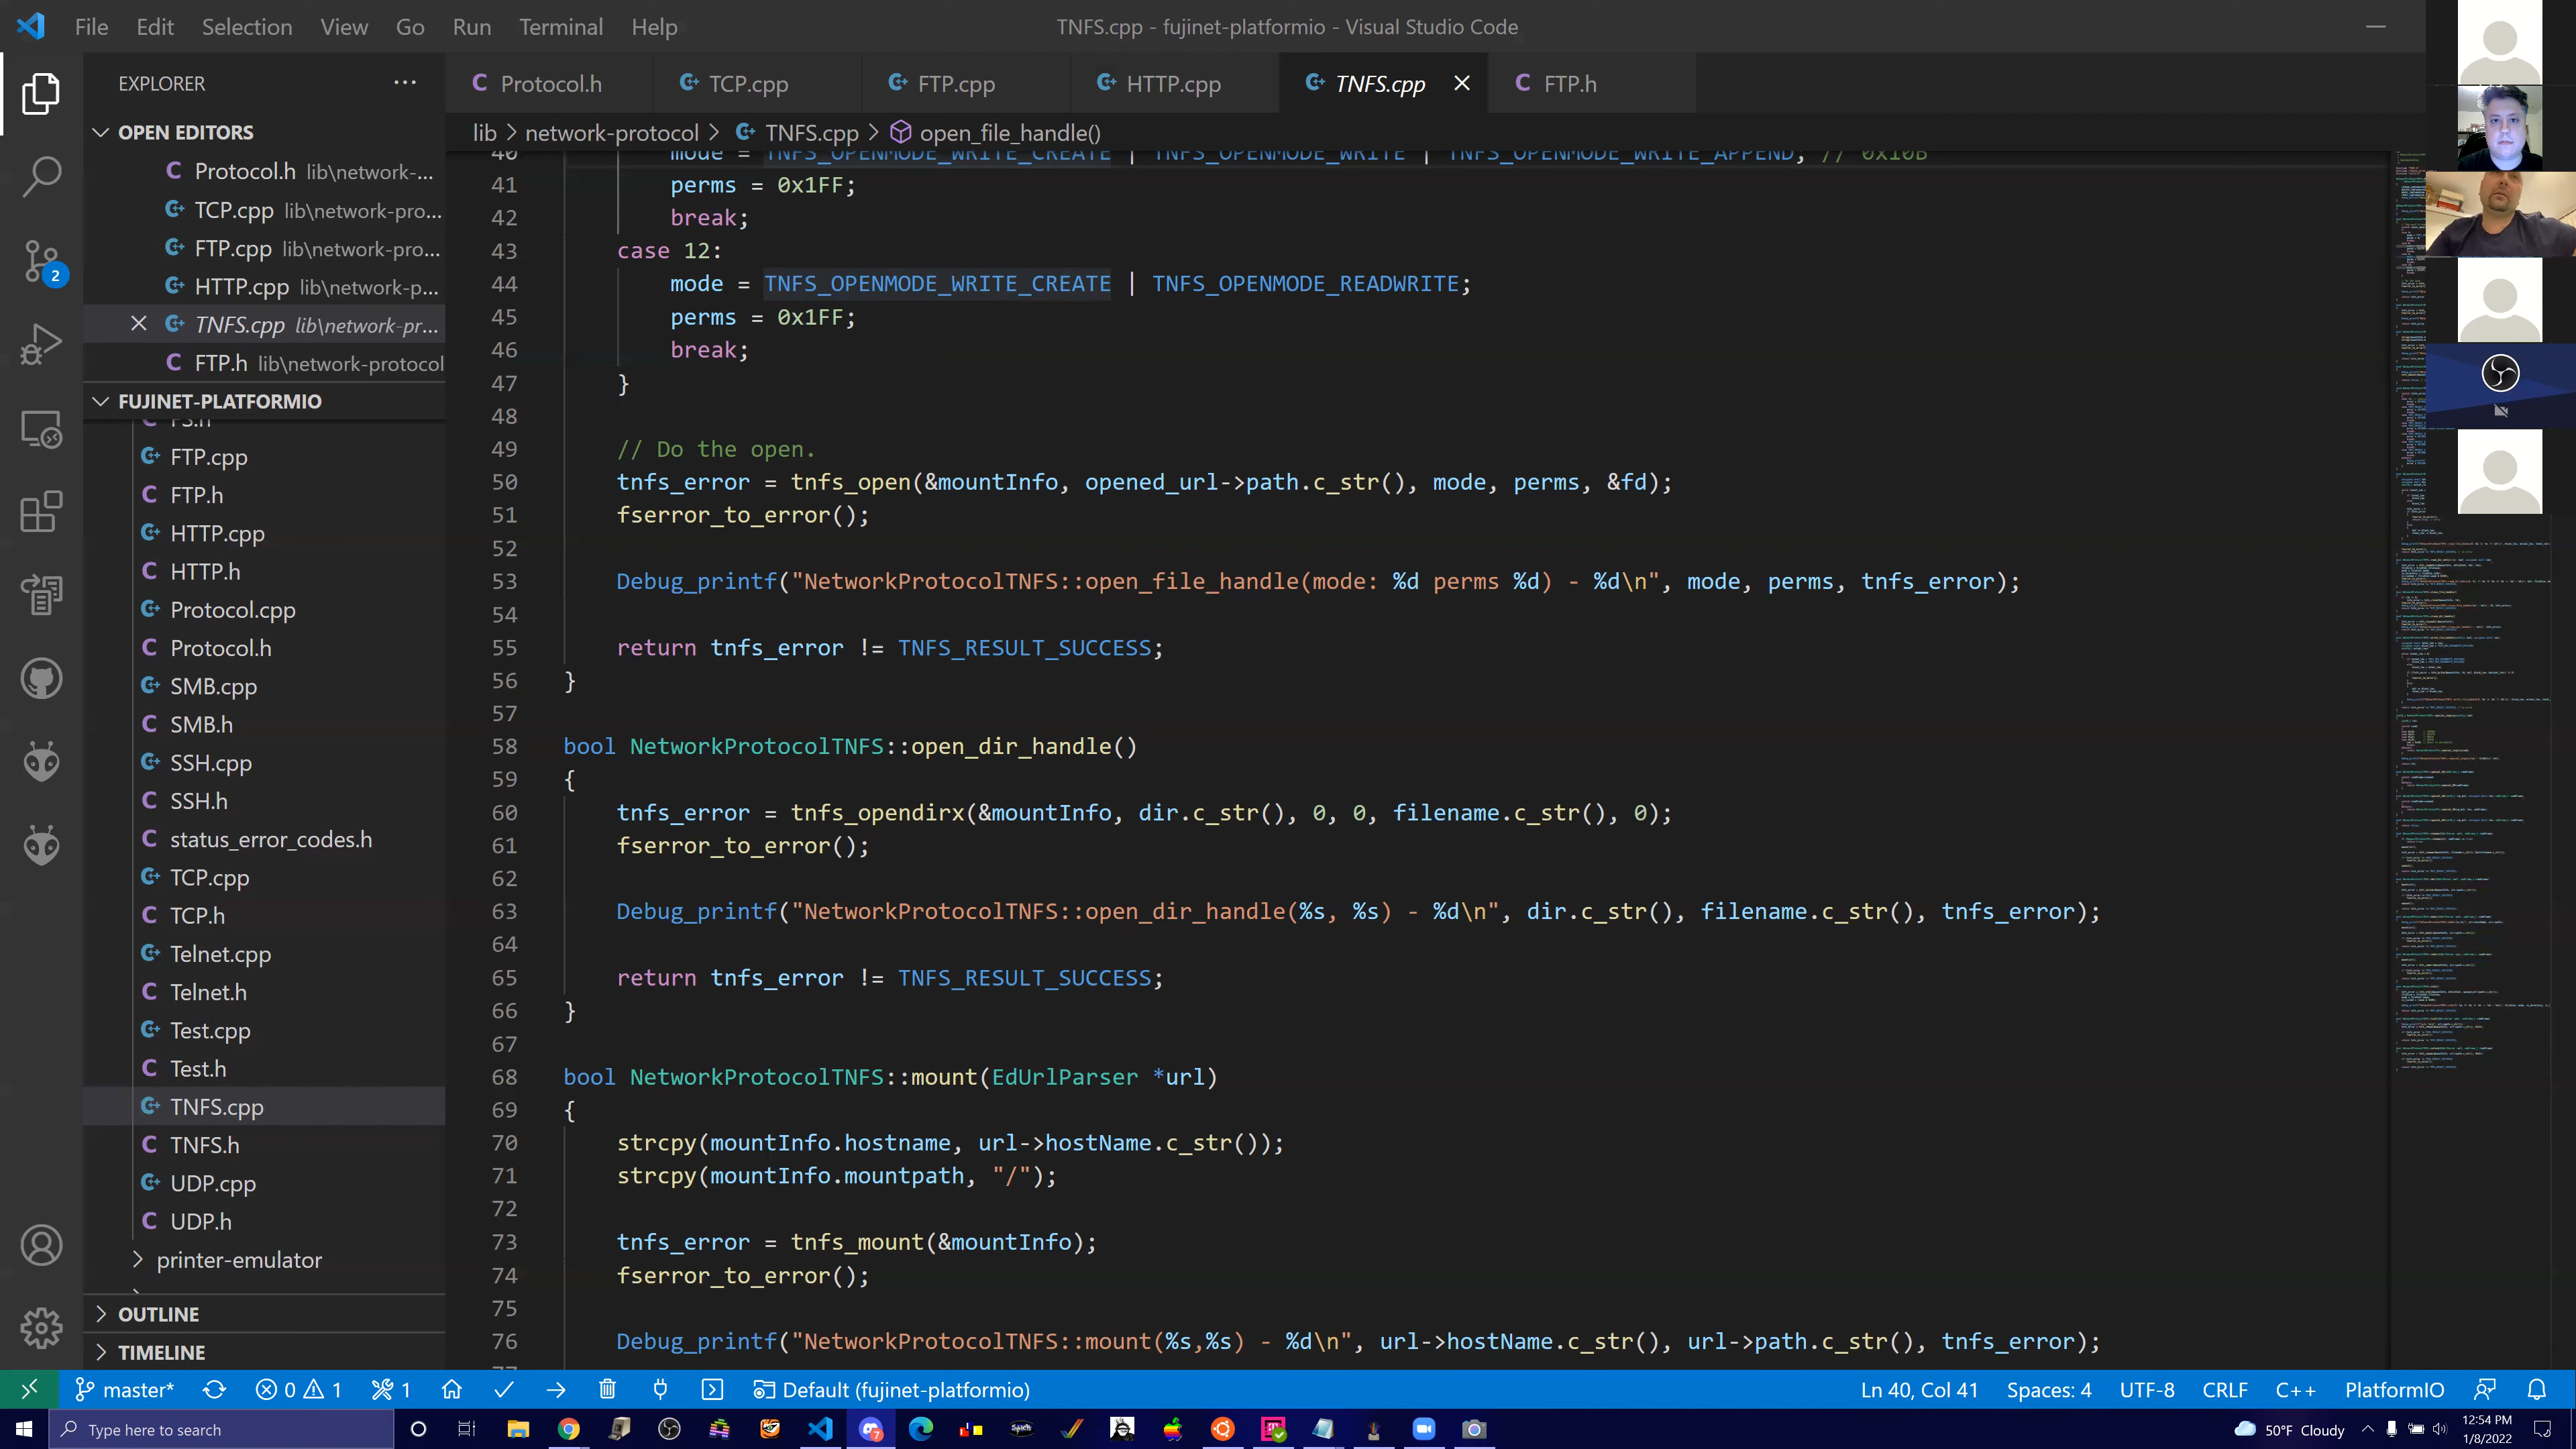 File Edit Selection View Go Run Terminal Help
TNFS.cpp - fujinet-platformio - Visual Studio Code
EXPLORER
Protocol.h TCP.cpp FTP.cpp HTTP.cpp TNFS.cpp FTP.h
lib > network-protocol > TNFS.cpp > open_file_handle()
OPEN EDITORS
Protocol.h lib\network-...
TCP.cpp lib\network-pro...
FTP.cpp lib\network-pro...
HTTP.cpp lib\network-p...
TNFS.cpp lib\network-pr...
FTP.h lib\network-protocol
2
FUJINET-PLATFORMIO
FS.h
FTP.cpp
FTP.h
HTTP.cpp
HTTP.h
Protocol.cpp
Protocol.h
SMB.cpp
SMB.h
SSH.cpp
SSH.h
status_error_codes.h
TCP.cpp
TCP.h
Telnet.cpp
Telnet.h
Test.cpp
Test.h
TNFS.cpp
TNFS.h
UDP.cpp
UDP.h
printer-emulator
OUTLINE
TIMELINE
40 mode = TNFS_OPENMODE_WRITE_CREATE | TNFS_OPENMODE_WRITE | TNFS_OPENMODE_WRITE_APPEND; // 0x10B
41 perms = 0x1FF;
42 break;
43 case 12:
44 mode = TNFS_OPENMODE_WRITE_CREATE | TNFS_OPENMODE_READWRITE;
45 perms = 0x1FF;
46 break;
47 }
48
49 // Do the open.
50 tnfs_error = tnfs_open(&mountInfo, opened_url->path.c_str(), mode, perms, &fd);
51 fserror_to_error();
52
53 Debug_printf("NetworkProtocolTNFS::open_file_handle(mode: %d perms %d) - %d\n", mode, perms, tnfs_error);
54
55 return tnfs_error != TNFS_RESULT_SUCCESS;
56 }
57
58 bool NetworkProtocolTNFS::open_dir_handle()
59 {
60 tnfs_error = tnfs_opendirx(&mountInfo, dir.c_str(), 0, 0, filename.c_str(), 0);
61 fserror_to_error();
62
63 Debug_printf("NetworkProtocolTNFS::open_dir_handle(%s, %s) - %d\n", dir.c_str(), filename.c_str(), tnfs_error);
64
65 return tnfs_error != TNFS_RESULT_SUCCESS;
66 }
67
68 bool NetworkProtocolTNFS::mount(EdUrlParser *url)
69 {
70 strcpy(mountInfo.hostname, url->hostName.c_str());
71 strcpy(mountInfo.mountpath, "/");
72
73 tnfs_error = tnfs_mount(&mountInfo);
74 fserror_to_error();
75
76 Debug_printf("NetworkProtocolTNFS::mount(%s,%s) - %d\n", url->hostName.c_str(), url->path.c_str(), tnfs_error);
77
master* 0 1 1 Default (fujinet-platformio) Ln 40, Col 41 Spaces: 4 UTF-8 CRLF C++ PlatformIO
Type here to search
50°F Cloudy
12:54 PM
1/8/2022